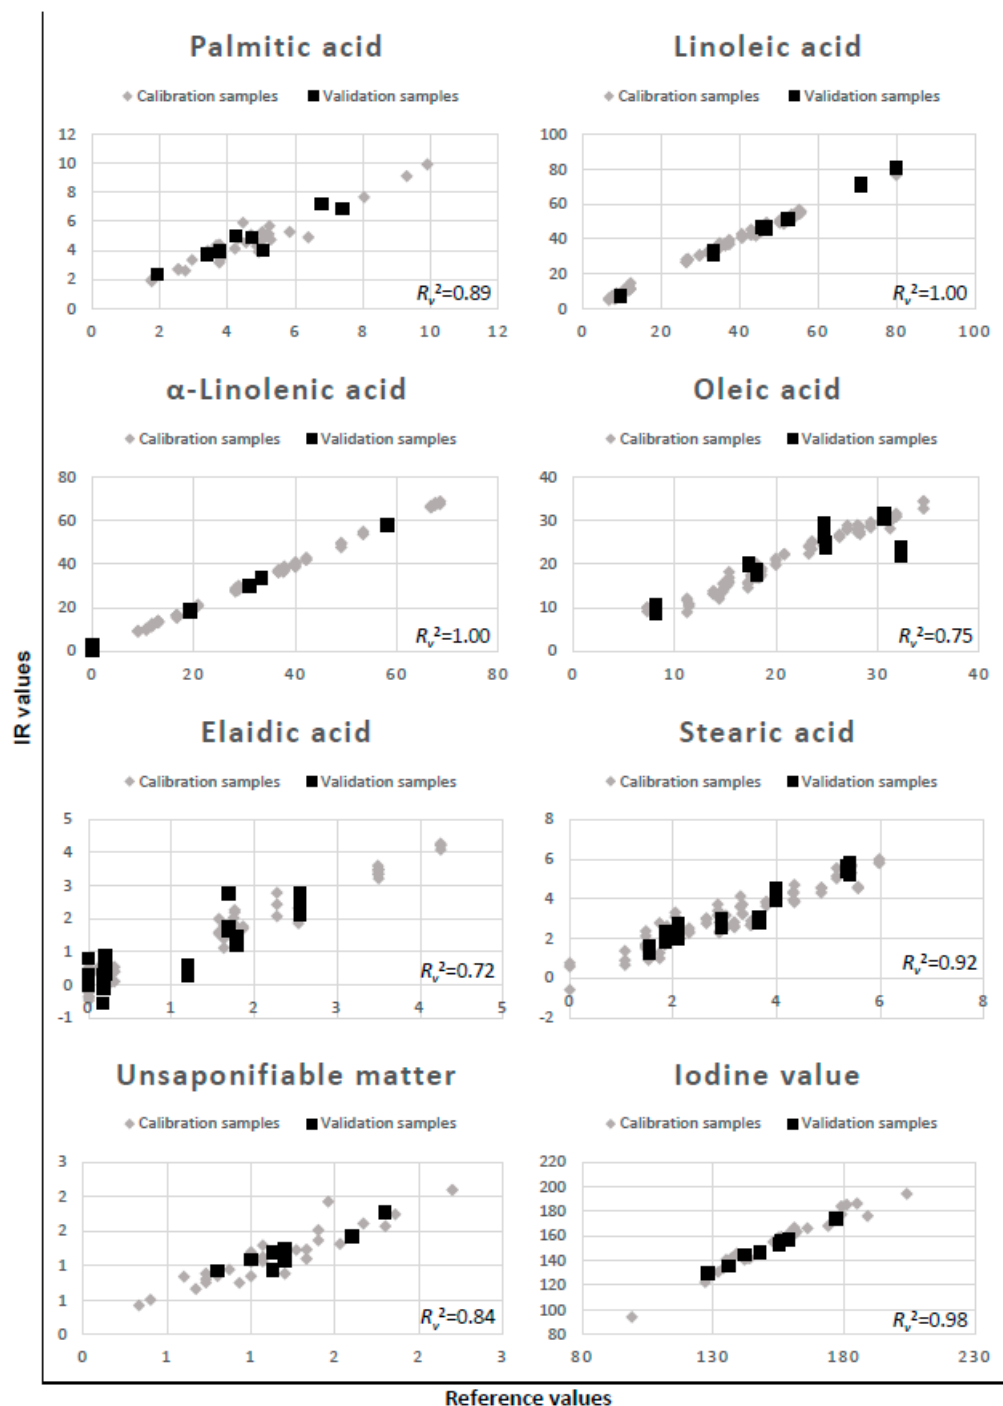 Palmitic acid
Calibration samples Validation samples
12
10
8
6
4
2
0
0 2 4 6 8 10 12
Rv²=0.89
Linoleic acid
Calibration samples Validation samples
100
80
60
40
20
0
0 20 40 60 80 100
Rv²=1.00
α-Linolenic acid
Calibration samples Validation samples
80
60
40
20
0
0 20 40 60 80
Rv²=1.00
Oleic acid
Calibration samples Validation samples
40
30
20
10
0
0 10 20 30 40
Rv²=0.75
IR values
Elaidic acid
Calibration samples Validation samples
5
4
3
2
1
0
-1
0 1 2 3 4 5
Rv²=0.72
Stearic acid
Calibration samples Validation samples
8
6
4
2
0
-2
0 2 4 6 8
Rv²=0.92
Unsaponifiable matter
Calibration samples Validation samples
3
2
2
1
1
0
0 1 1 2 2 3
Rv²=0.84
Iodine value
Calibration samples Validation samples
220
200
180
160
140
120
100
80
80 130 180 230
Rv²=0.98
Reference values